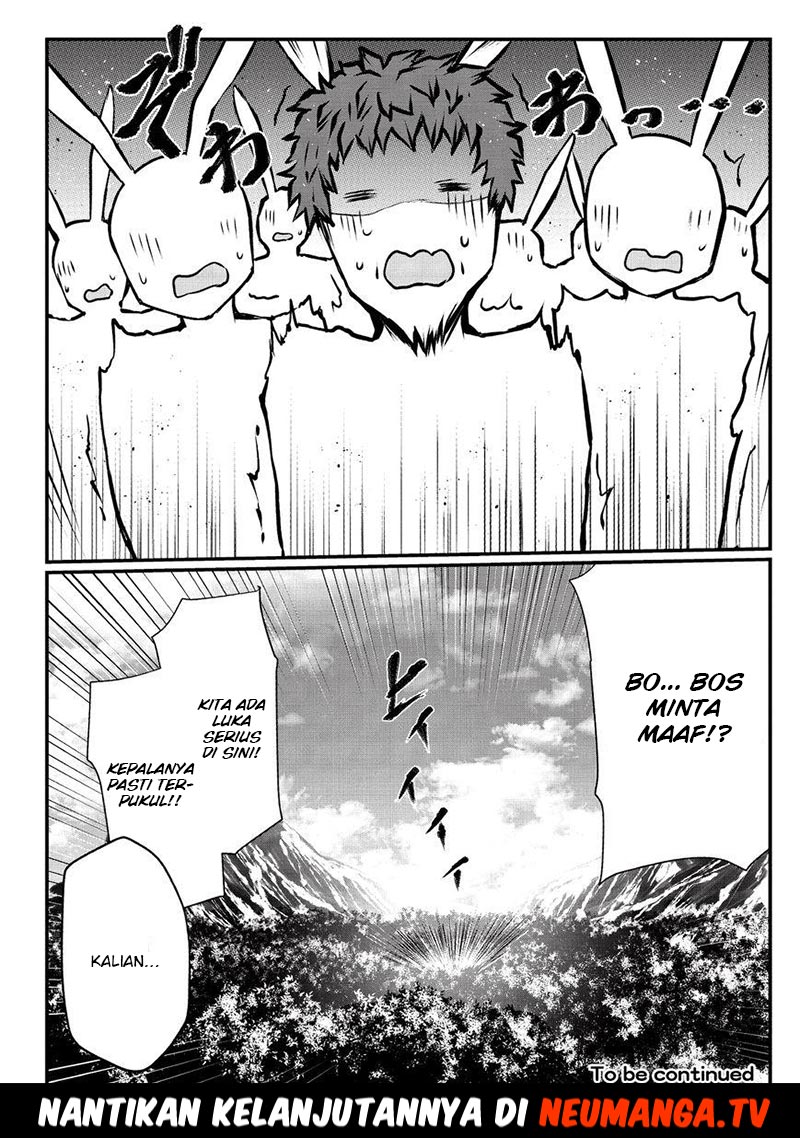 ぞわ
わっ…
BO... BOS
MINTA
MAAF!?
ヒィィィィ
KITA ADA
LUKA
SERIUS
DI SINI!
KEPALANYA
PASTI TER-
PUKUL!!
KALIAN...
To be continued
NANTIKAN KELANJUTANNYA DI NEUMANGA.TV